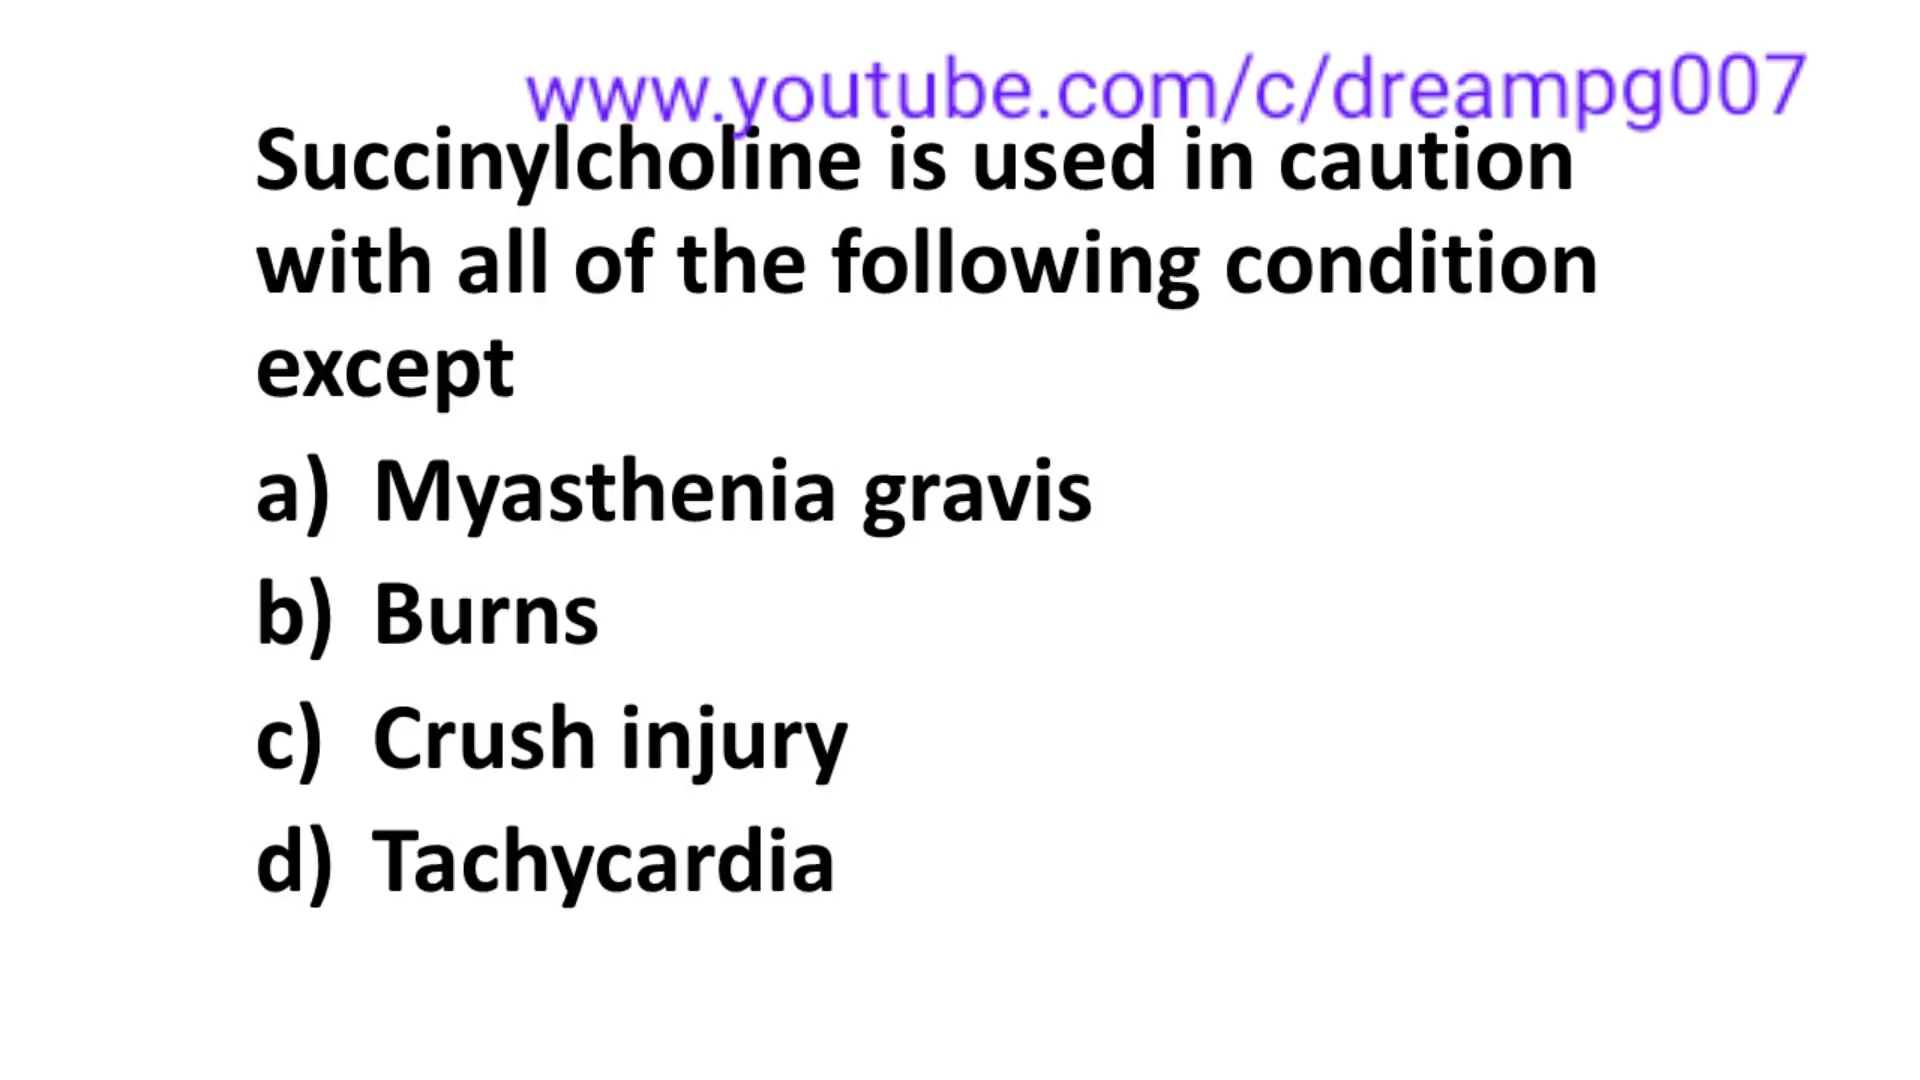 www.youtube.com/c/dreampg007
Succinylcholine is used in caution
with all of the following condition
except
a) Myasthenia gravis
b) Burns
c) Crush injury
d) Tachycardia